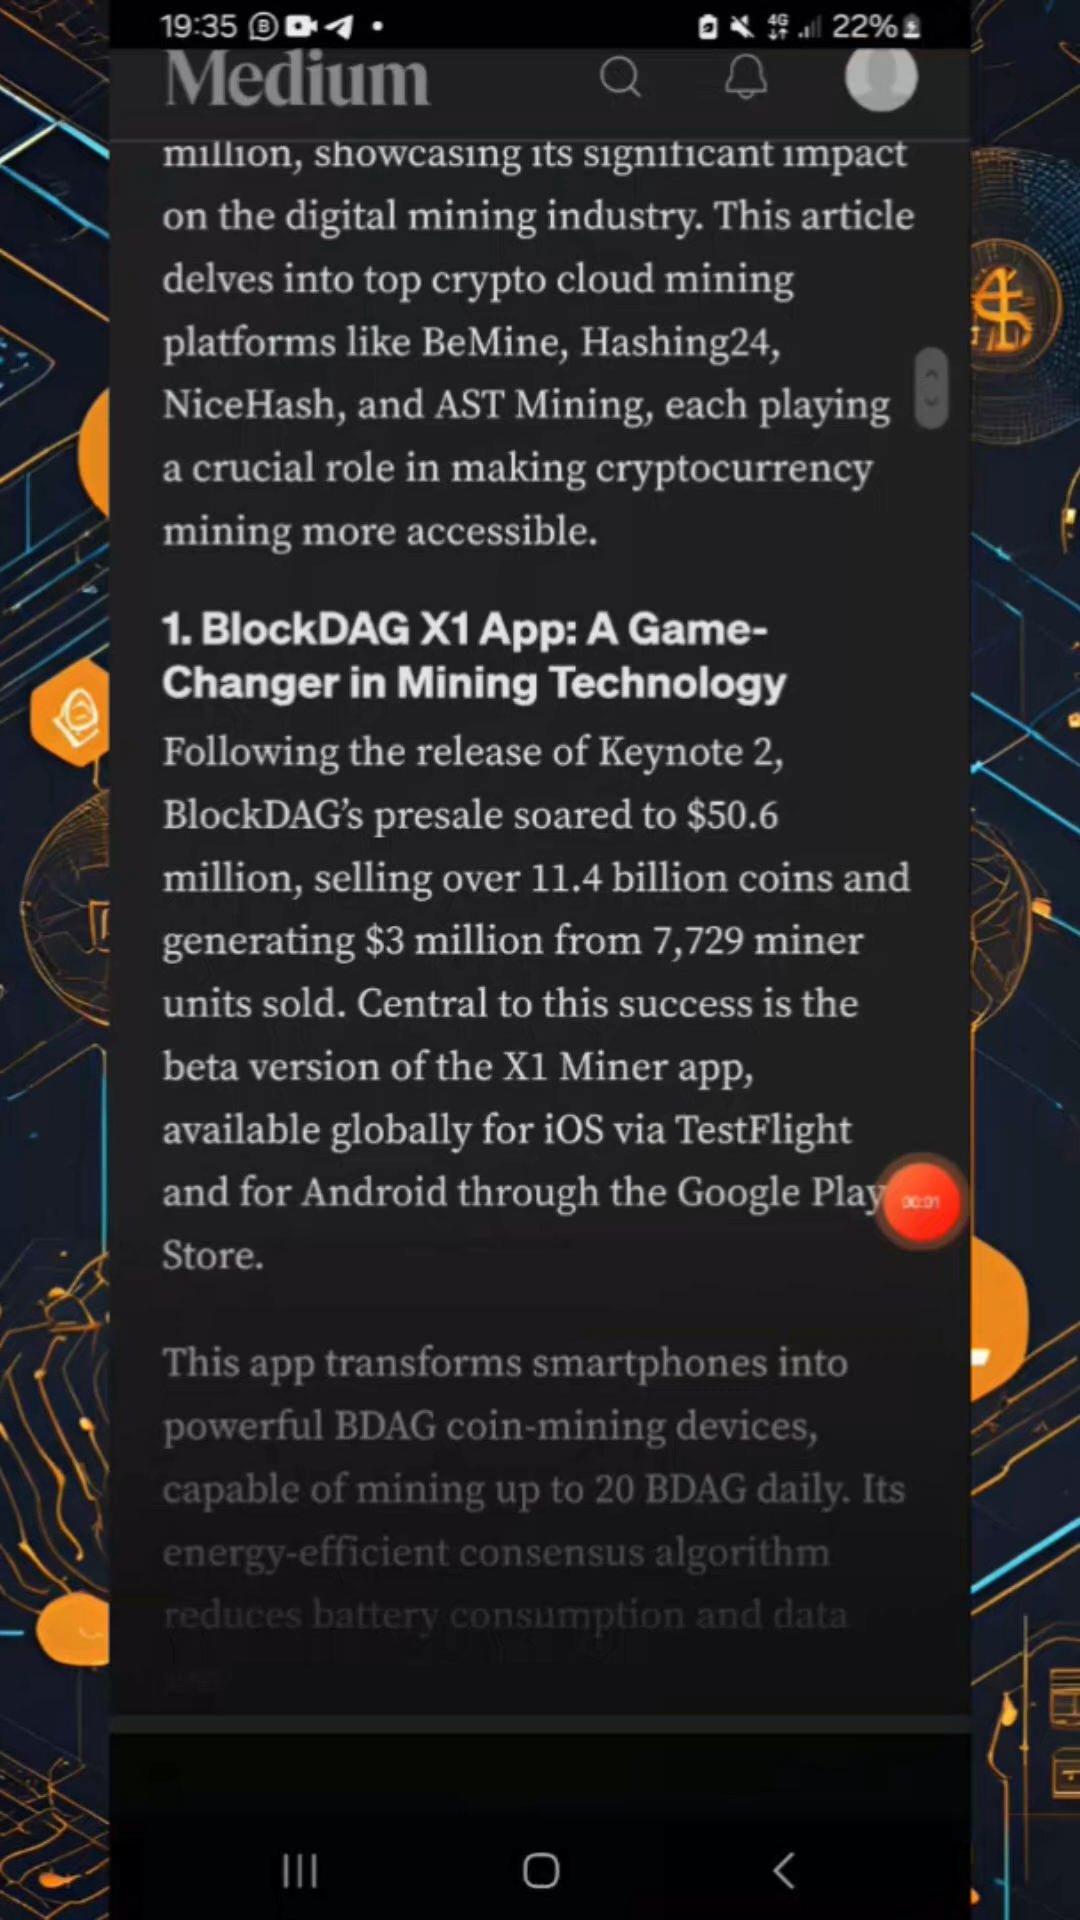 19:35
4G
22%
Medium
million, showcasing its significant impact
on the digital mining industry. This article
delves into top crypto cloud mining
platforms like BeMine, Hashing24,
NiceHash, and AST Mining, each playing
a crucial role in making cryptocurrency
mining more accessible.
1. BlockDAG X1 App: A Game-
Changer in Mining Technology
Following the release of Keynote 2,
BlockDAG’s presale soared to $50.6
million, selling over 11.4 billion coins and
generating $3 million from 7,729 miner
units sold. Central to this success is the
beta version of the X1 Miner app,
available globally for iOS via TestFlight
and for Android through the Google Play
00:01
Store.
This app transforms smartphones into
powerful BDAG coin-mining devices,
capable of mining up to 20 BDAG daily. Its
energy-efficient consensus algorithm
reduces battery consumption and data